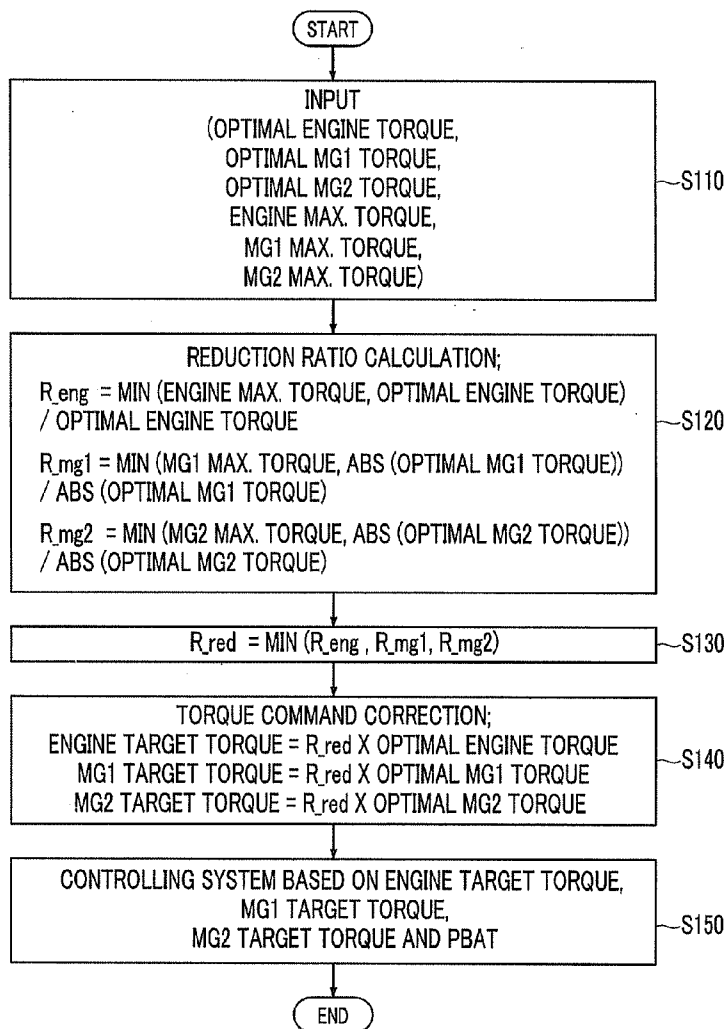 START
INPUT
(OPTIMAL ENGINE TORQUE,
OPTIMAL MG1 TORQUE,
OPTIMAL MG2 TORQUE,
ENGINE MAX. TORQUE,
MG1 MAX. TORQUE,
MG2 MAX. TORQUE)
S110
REDUCTION RATIO CALCULATION;
R_eng = MIN (ENGINE MAX. TORQUE, OPTIMAL ENGINE TORQUE)
/ OPTIMAL ENGINE TORQUE
R_mg1 = MIN (MG1 MAX. TORQUE, ABS (OPTIMAL MG1 TORQUE))
/ ABS (OPTIMAL MG1 TORQUE)
R_mg2 = MIN (MG2 MAX. TORQUE, ABS (OPTIMAL MG2 TORQUE))
/ ABS (OPTIMAL MG2 TORQUE)
S120
R_red = MIN (R_eng , R_mg1, R_mg2)
S130
TORQUE COMMAND CORRECTION;
ENGINE TARGET TORQUE = R_red X OPTIMAL ENGINE TORQUE
MG1 TARGET TORQUE = R_red X OPTIMAL MG1 TORQUE
MG2 TARGET TORQUE = R_red X OPTIMAL MG2 TORQUE
S140
CONTROLLING SYSTEM BASED ON ENGINE TARGET TORQUE,
MG1 TARGET TORQUE,
MG2 TARGET TORQUE AND PBAT
S150
END